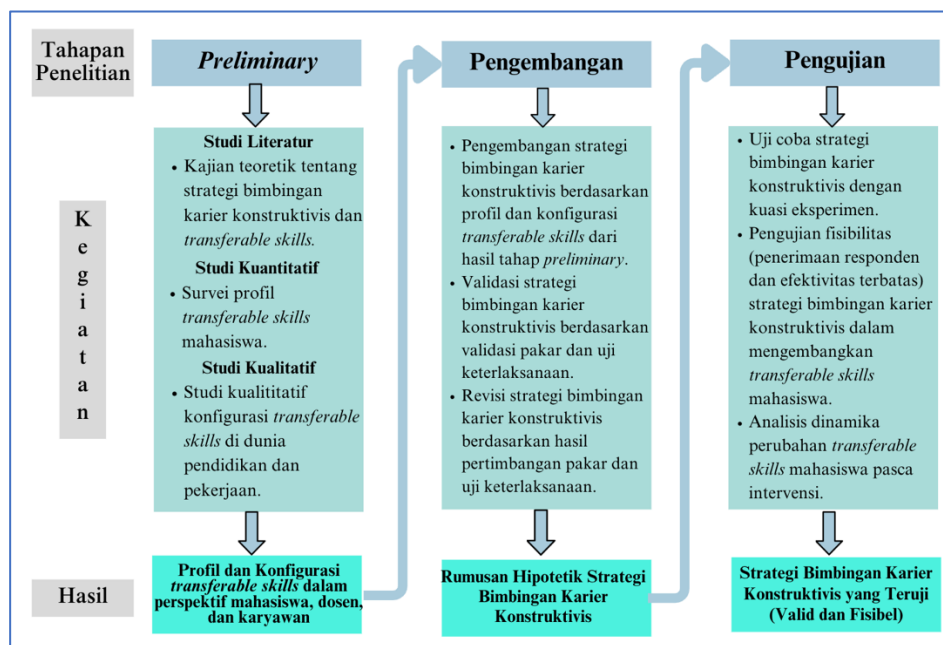 Tahapan
Penelitian
Preliminary
Pengembangan
Pengujian
K
e
g
i
a
t
a
n
Studi Literatur
• Kajian teoretik tentang
strategi bimbingan
karier konstruktivis dan
transferable skills.
Studi Kuantitatif
• Survei profil
transferable skills
mahasiswa.
Studi Kualitatif
• Studi kualititatif
konfigurasi transferable
skills di dunia
pendidikan dan
pekerjaan.
• Pengembangan strategi
bimbingan karier
konstruktivis berdasarkan
profil dan konfigurasi
transferable skills dari
hasil tahap preliminary.
• Validasi strategi
bimbingan karier
konstruktivis berdasarkan
validasi pakar dan uji
keterlaksanaan.
• Revisi strategi bimbingan
karier konstruktivis
berdasarkan hasil
pertimbangan pakar dan
uji keterlaksanaan.
• Uji coba strategi
bimbingan karier
konstruktivis dengan
kuasi eksperimen.
• Pengujian fisibilitas
(penerimaan responden
dan efektivitas terbatas)
strategi bimbingan karier
konstruktivis dalam
mengembangkan
transferable skills
mahasiswa.
• Analisis dinamika
perubahan transferable
skills mahasiswa pasca
intervensi.
Hasil
Profil dan Konfigurasi
transferable skills dalam
perspektif mahasiswa, dosen,
dan karyawan
Rumusan Hipotetik Strategi
Bimbingan Karier
Konstruktivis
Strategi Bimbingan Karier
Konstruktivis yang Teruji
(Valid dan Fisibel)